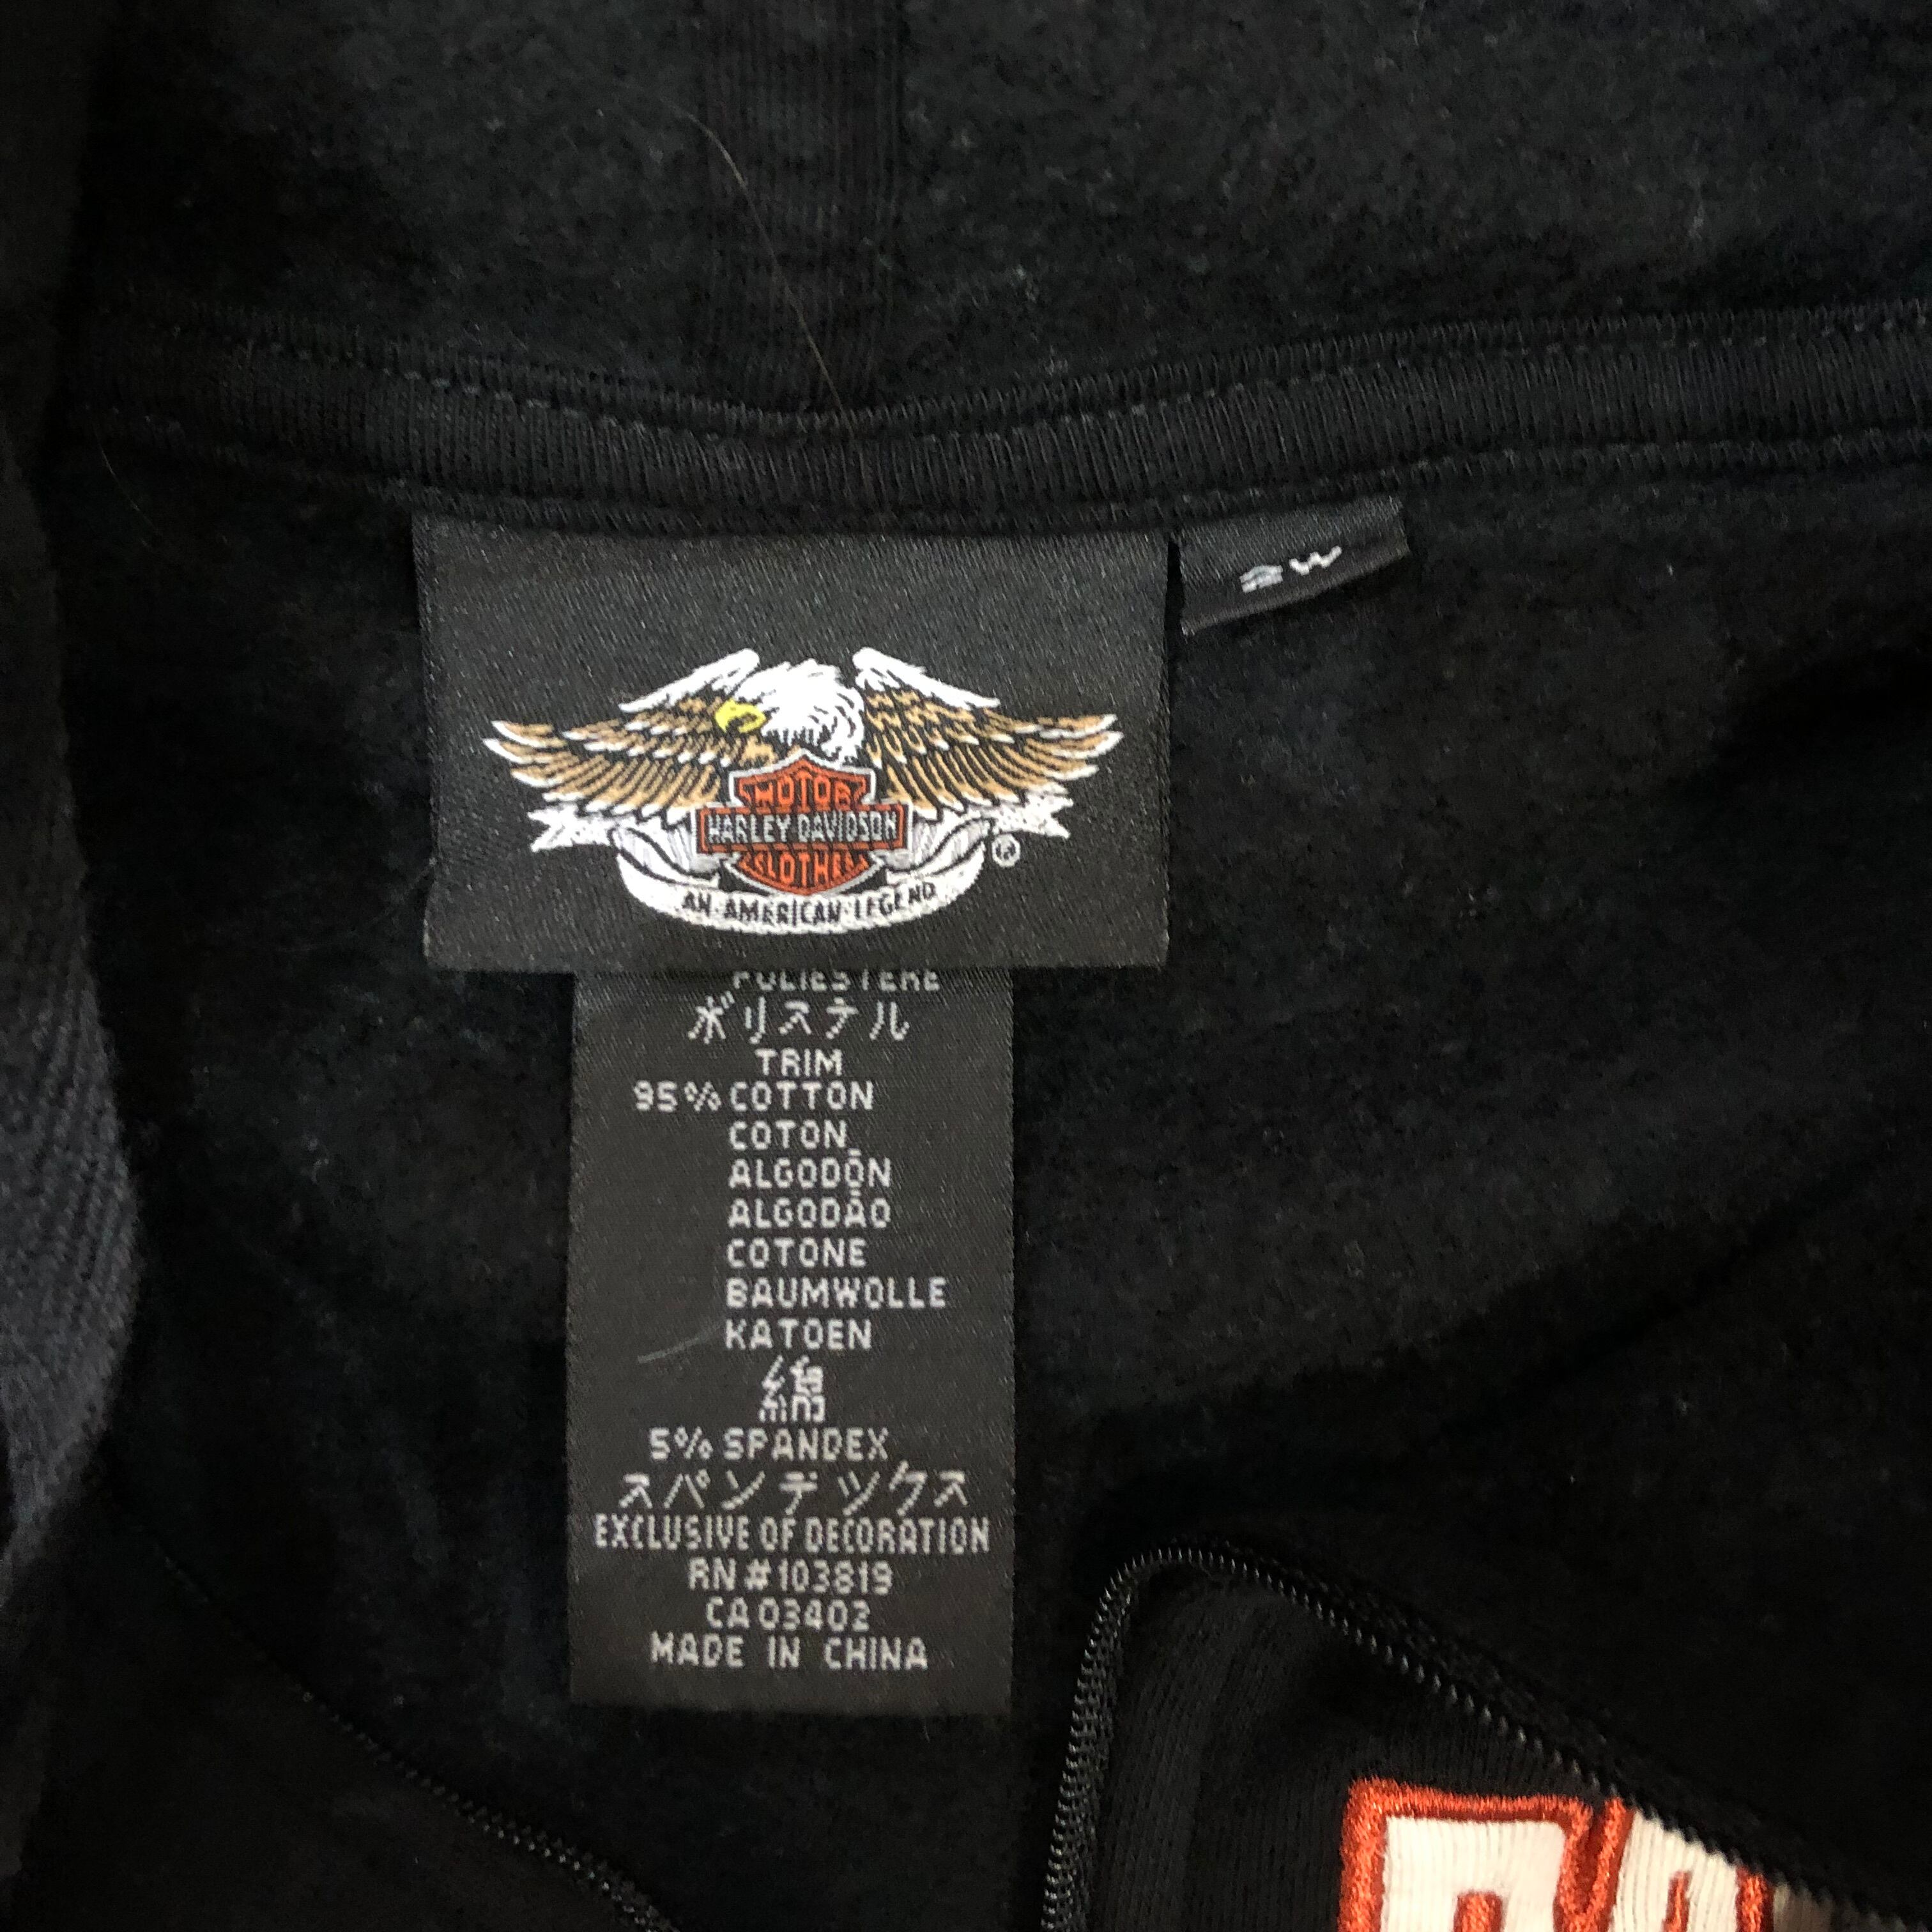 2W
MOTOR
HARLEY-DAVIDSON
CLOTHES
AN·AMERICAN·LEGEND
®
POLIESTERE
ポリステル
TRIM
95% COTTON
COTON
ALGODÓN
ALGODÃO
COTONE
BAUMWOLLE
KATOEN
綿
5% SPANDEX
スパンデックス
EXCLUSIVE OF DECORATION
RN#103819
CA03402
MADE IN CHINA